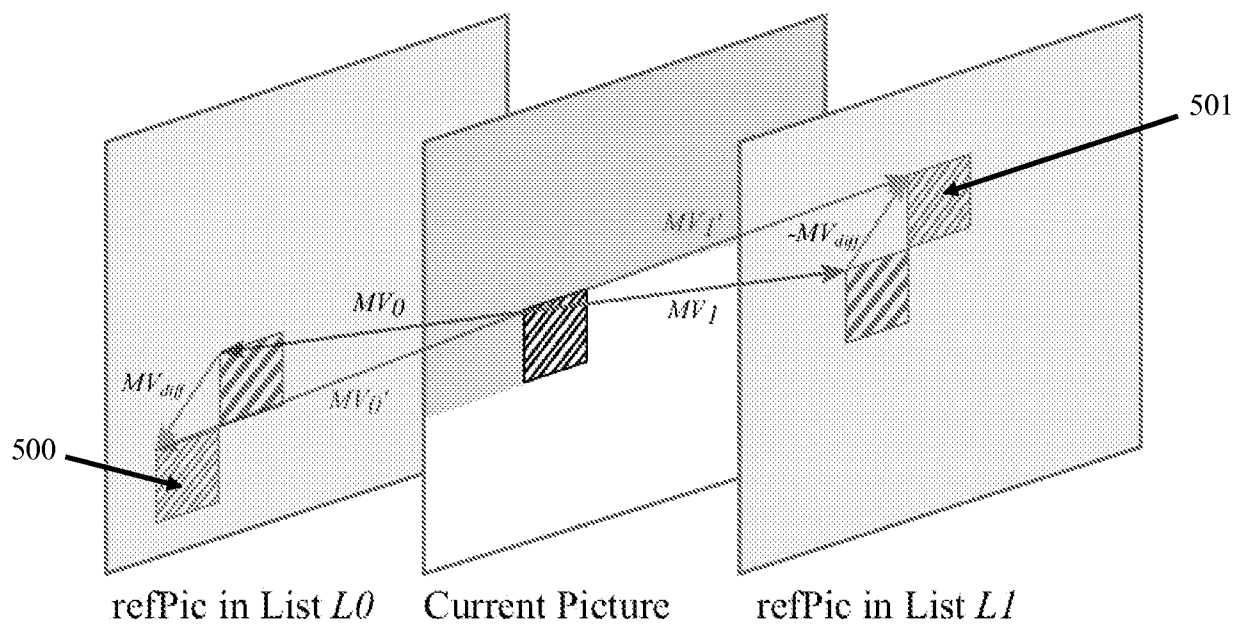 501
MV1'
-MVdiff
MV0
MV1
MVdiff
MV0'
500
refPic in List L0
Current Picture
refPic in List L1